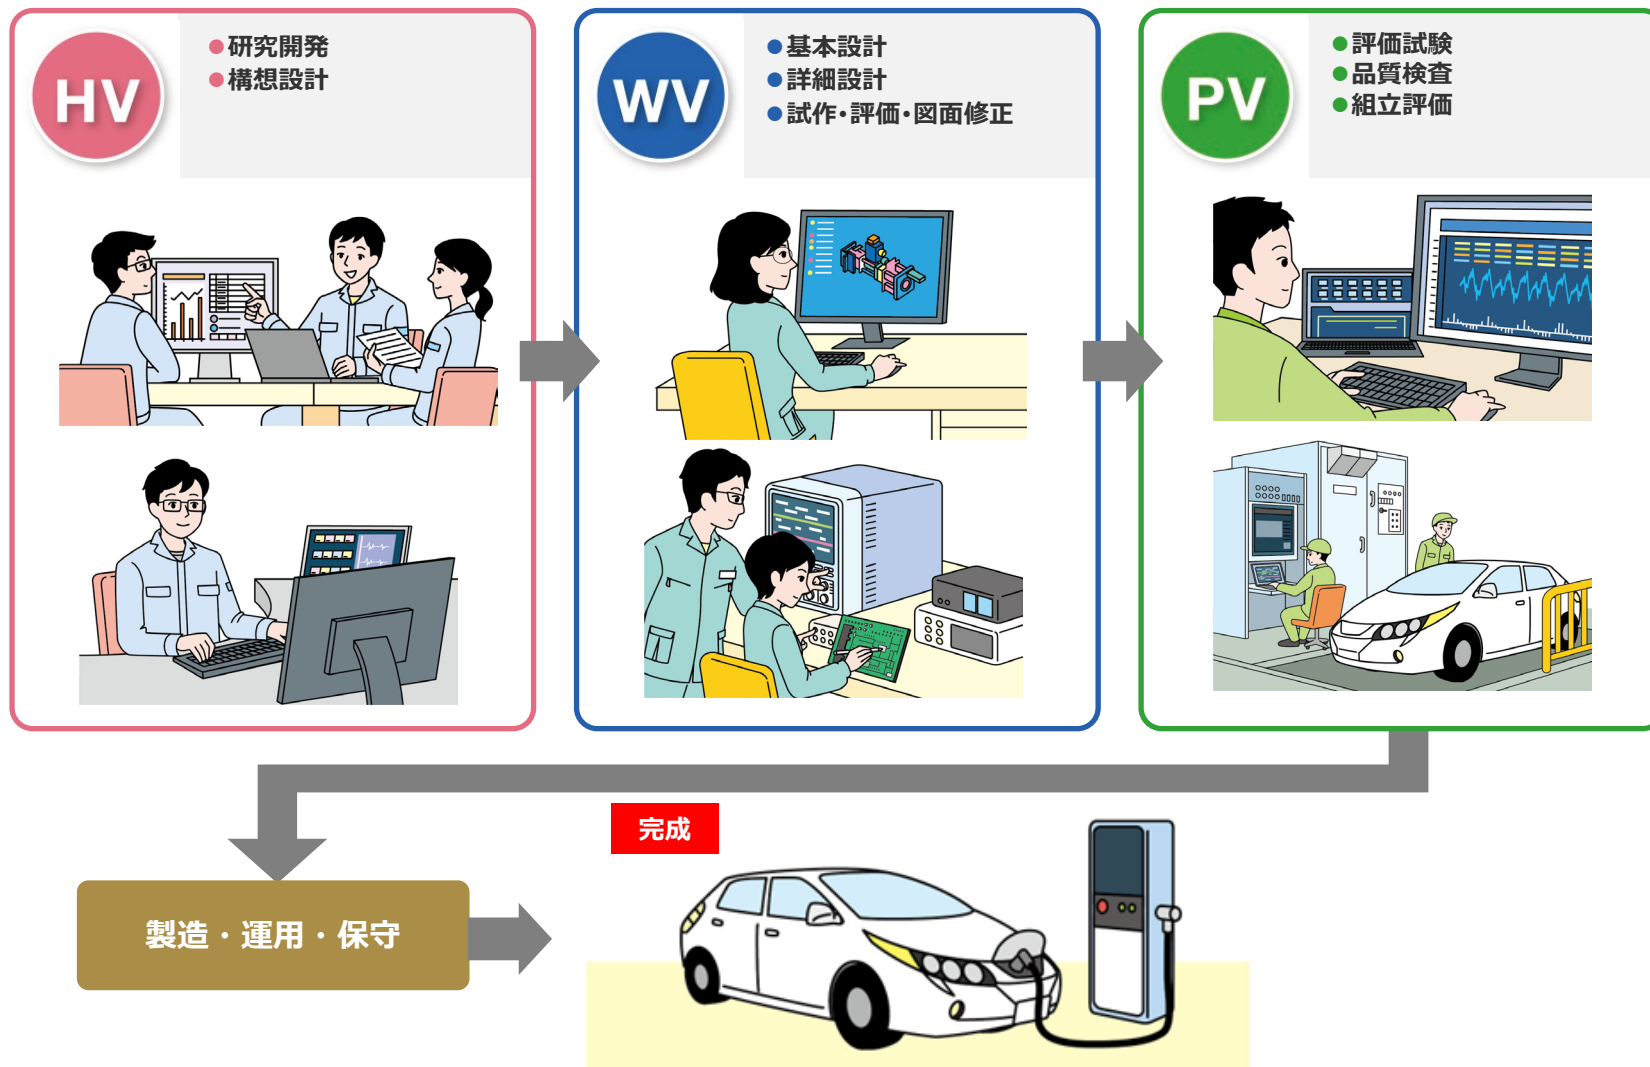 HV
●研究開発
●構想設計
WV
●基本設計
●詳細設計
●試作・評価・図面修正
PV
●評価試験
●品質検査
●組立評価
完成
製造・運用・保守